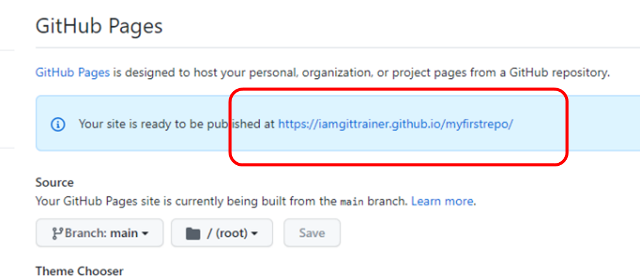 GitHub Pages
GitHub Pages is designed to host your personal, organization, or project pages from a GitHub repository.
Your site is ready to be published at https://iamgittrainer.github.io/myfirstrepo/
Source
Your GitHub Pages site is currently being built from the main branch. Learn more.
Branch: main / (root) Save
Theme Chooser